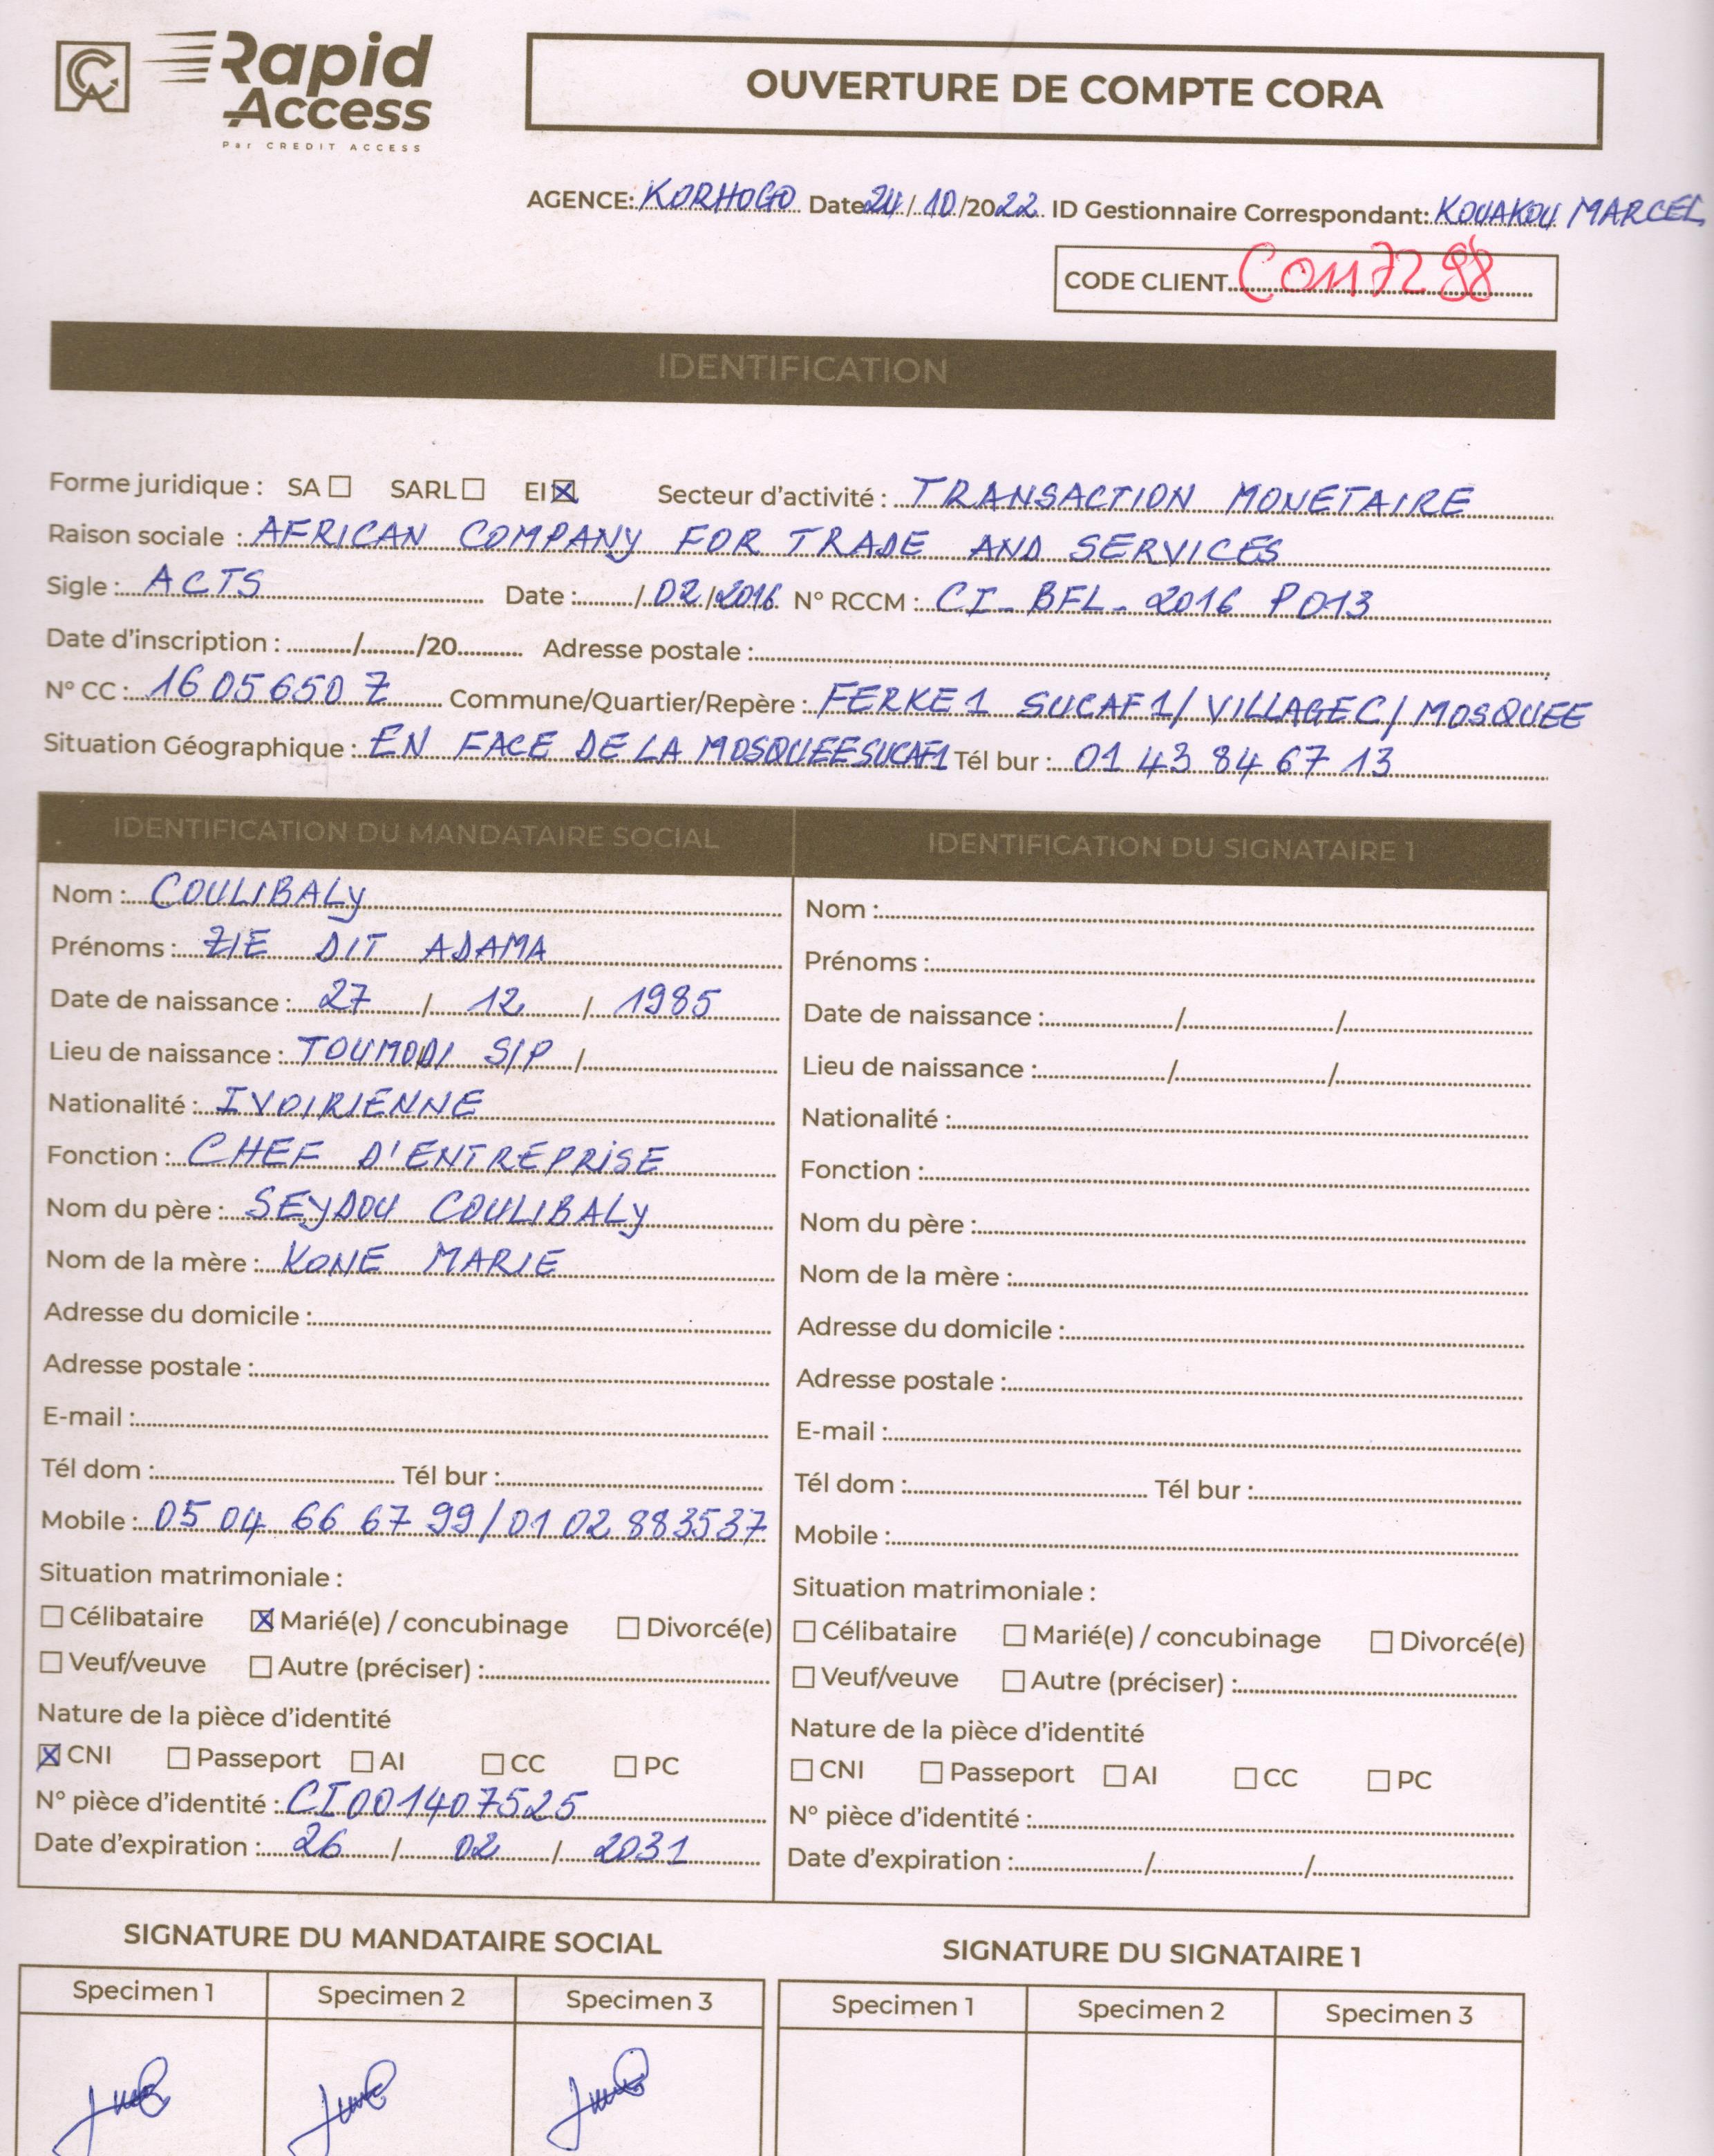 Rapid
Access
Par CREDIT ACCESS
OUVERTURE DE COMPTE CORA
AGENCE: KORHOGO Date 24/10/2022 ID Gestionnaire Correspondant: KOUAKOU MARCEL
CODE CLIENT C0117298
IDENTIFICATION
Forme juridique : SA ☐ SARL ☐ EI ☒ Secteur d'activité : TRANSACTION MONETAIRE
Raison sociale : AFRICAN COMPANY FOR TRADE AND SERVICES
Sigle : ACTS Date : ......../02/2016 N° RCCM : CI_BFL_2016 P013
Date d'inscription : ........../........./20.......... Adresse postale :
N° CC : 1605650 Z Commune/Quartier/Repère : FERKE 1 SUCAF1/VILLAGEC/MOSQUEE
Situation Géographique : EN FACE DE LA MOSQUEE SUCAF1 Tél bur : 01 43 84 67 13
IDENTIFICATION DU MANDATAIRE SOCIAL
Nom : COULIBALY
Prénoms : ZIE DIT ADAMA
Date de naissance : 27 / 12 / 1985
Lieu de naissance : TOUMODI S/P /
Nationalité : IVOIRIENNE
Fonction : CHEF D'ENTREPRISE
Nom du père : SEYDOU COULIBALY
Nom de la mère : KONE MARIE
Adresse du domicile :
Adresse postale :
E-mail :
Tél dom : Tél bur :
Mobile : 05 04 66 67 99/01 02 883537
Situation matrimoniale :
☐ Célibataire ☒ Marié(e) / concubinage ☐ Divorcé(e)
☐ Veuf/veuve ☐ Autre (préciser) :
Nature de la pièce d'identité
☒ CNI ☐ Passeport ☐ AI ☐ CC ☐ PC
N° pièce d'identité : CI001407525
Date d'expiration : 26 / 02 / 2031
IDENTIFICATION DU SIGNATAIRE 1
Nom :
Prénoms :
Date de naissance : / /
Lieu de naissance : / /
Nationalité :
Fonction :
Nom du père :
Nom de la mère :
Adresse du domicile :
Adresse postale :
E-mail :
Tél dom : Tél bur :
Mobile :
Situation matrimoniale :
☐ Célibataire ☐ Marié(e) / concubinage ☐ Divorcé(e)
☐ Veuf/veuve ☐ Autre (préciser) :
Nature de la pièce d'identité
☐ CNI ☐ Passeport ☐ AI ☐ CC ☐ PC
N° pièce d'identité :
Date d'expiration : / /
SIGNATURE DU MANDATAIRE SOCIAL
Specimen 1 Specimen 2 Specimen 3
SIGNATURE DU SIGNATAIRE 1
Specimen 1 Specimen 2 Specimen 3